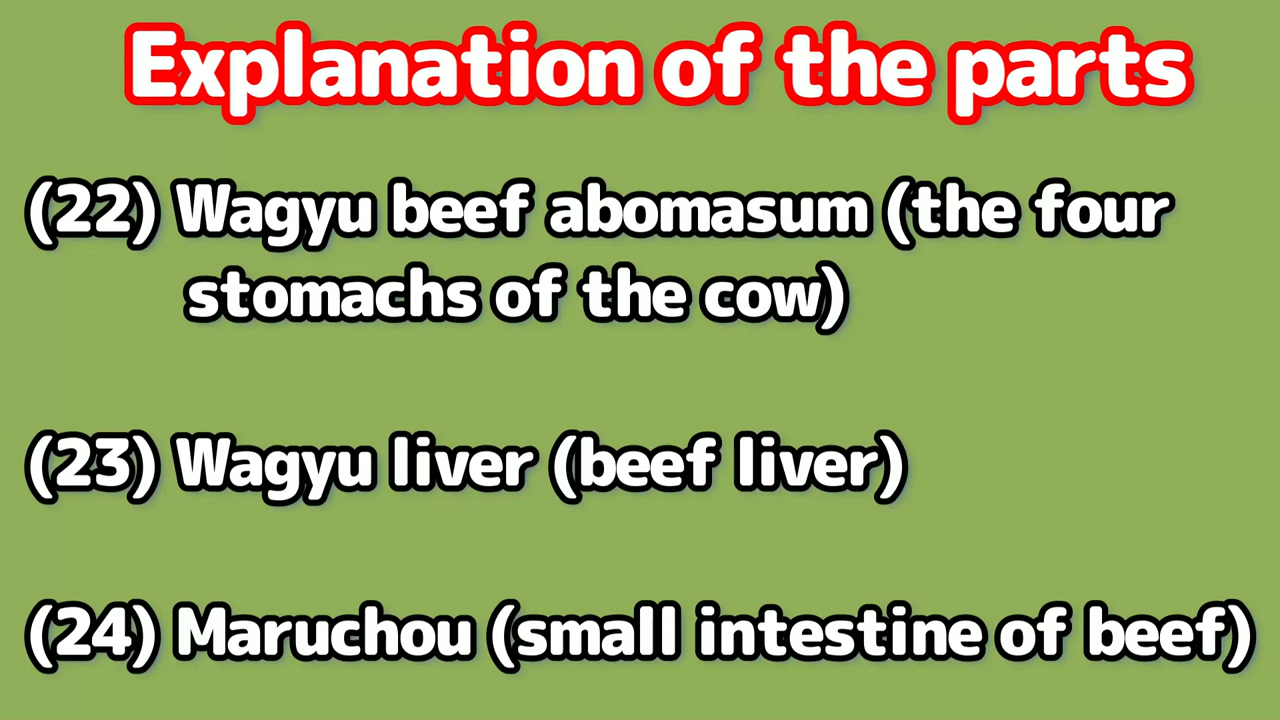 Explanation of the parts
(22) Wagyu beef abomasum (the four
stomachs of the cow)
(23) Wagyu liver (beef liver)
(24) Maruchou (small intestine of beef)